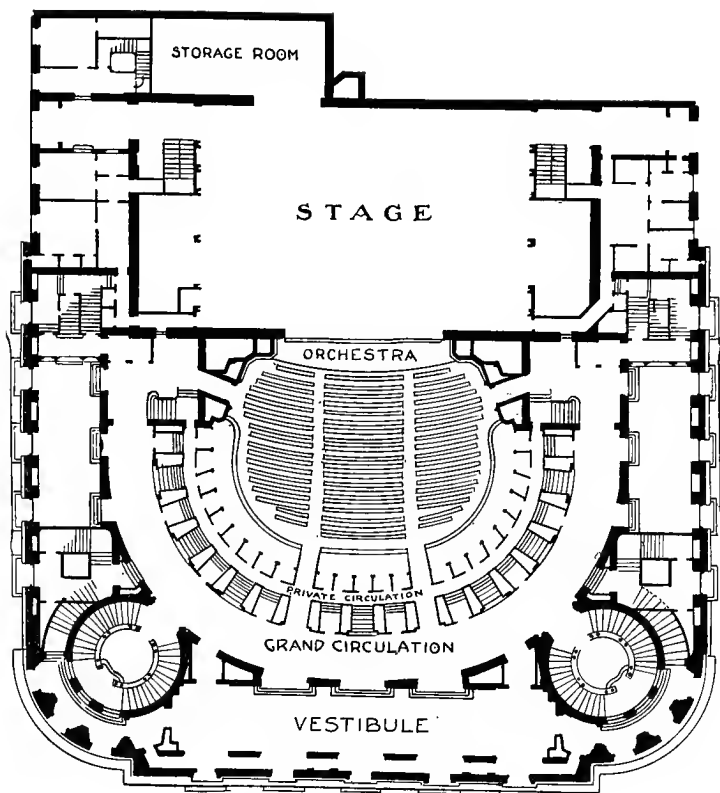 STORAGE ROOM
STAGE
ORCHESTRA
PRIVATE CIRCULATION
GRAND CIRCULATION
VESTIBULE